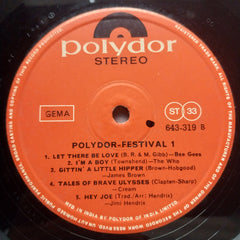 polydor
STEREO
GEMA
ST 33
643-319 B
POLYDOR-FESTIVAL 1
1. LET THERE BE LOVE (B. R. & M. Gibb)—Bee Gees
2. I'M A BOY (Townshend)—The Who
3. GITTIN' A LITTLE HIPPER (Brown-Hobgood)—
James Brown
4. TALES OF BRAVE ULYSSES (Clapton-Sharp)—
Cream
5. HEY JOE (Trad./Arr: Hendrix)—
Jimi Hendrix
MADE IN INDIA BY POLYDOR OF INDIA LIMITED